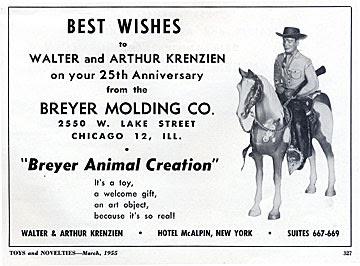 BEST WISHES
to
WALTER and ARTHUR KRENZIEN
on your 25th Anniversary
from the
BREYER MOLDING CO.
2550 W. LAKE STREET
CHICAGO 12, ILL.
•
"Breyer Animal Creation"
It's a toy,
a welcome gift,
an art object,
because it's so real!
WALTER & ARTHUR KRENZIEN • HOTEL McALPIN, NEW YORK • SUITES 667-669
TOYS and NOVELTIES—March, 1955 327